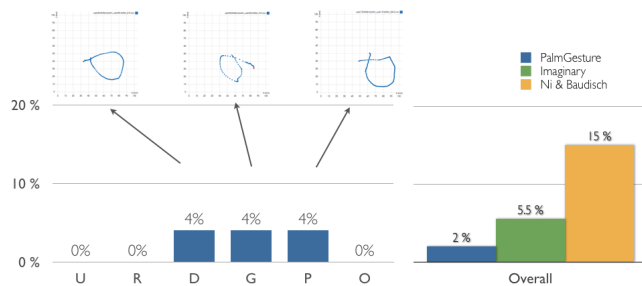 PalmGesture
Imaginary
Ni & Baudisch
20 %
10 %
0 %
0%
0%
4%
4%
4%
0%
U R D G P O
2 %
5.5 %
15 %
Overall